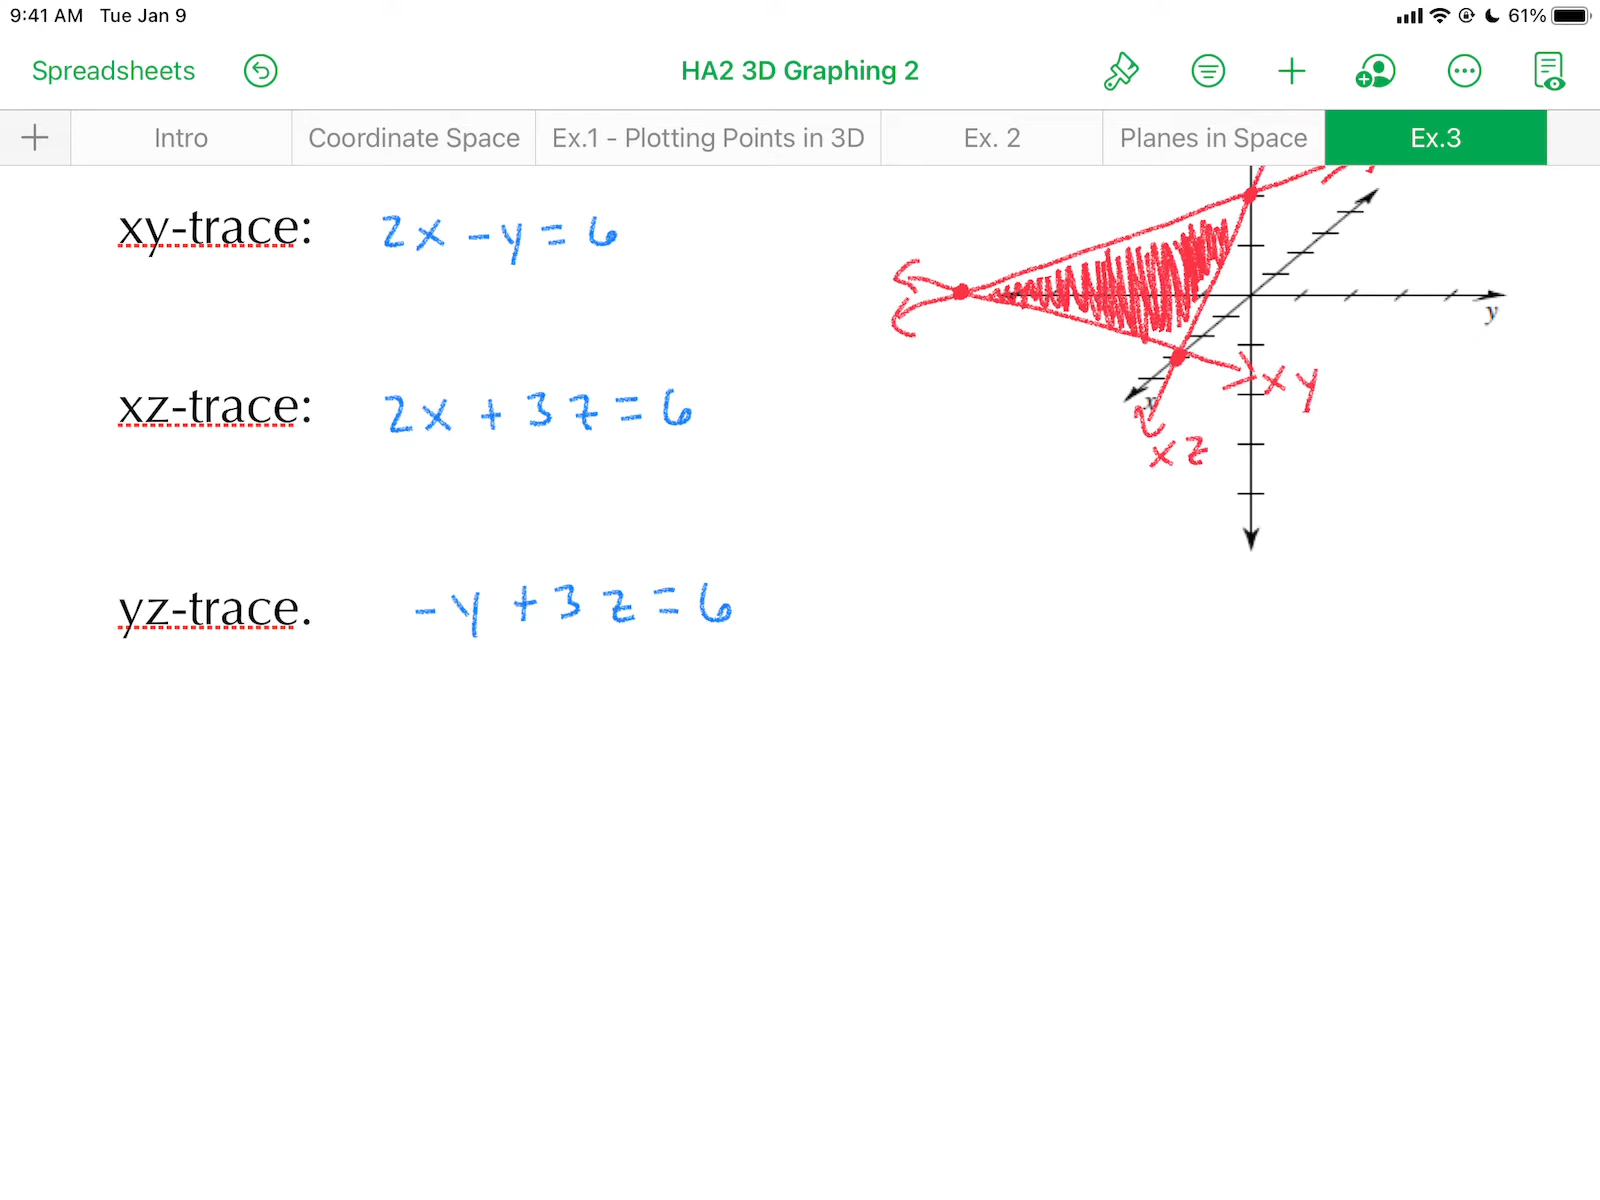 9:41 AM Tue Jan 9 61%
Spreadsheets HA2 3D Graphing 2
Intro Coordinate Space Ex.1 - Plotting Points in 3D Ex. 2 Planes in Space Ex.3
xy-trace: 2x - y = 6
y
xy
x
xz-trace: 2x + 3z = 6
xz
yz-trace. -y + 3z = 6